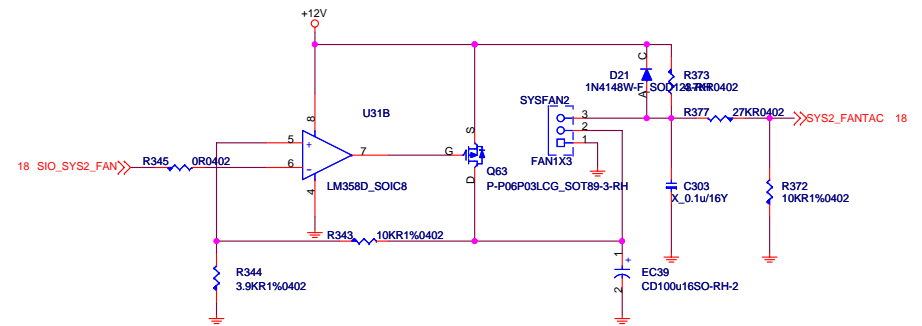 +12V
U31B
8
5
+
6
-
7
4
LM358D_SOIC8
18 SIO_SYS2_FAN
R345
0R0402
S
G
D
Q63
P-P06P03LCG_SOT89-3-RH
SYSFAN2
3
2
1
FAN1X3
C
D21
1N4148W-F_SOD123-RH
A
R373
4.7KR0402
R377
27KR0402
SYS2_FANTAC 18
C303
X_0.1u/16Y
R372
10KR1%0402
R343
10KR1%0402
R344
3.9KR1%0402
1
+
2
EC39
CD100u16SO-RH-2